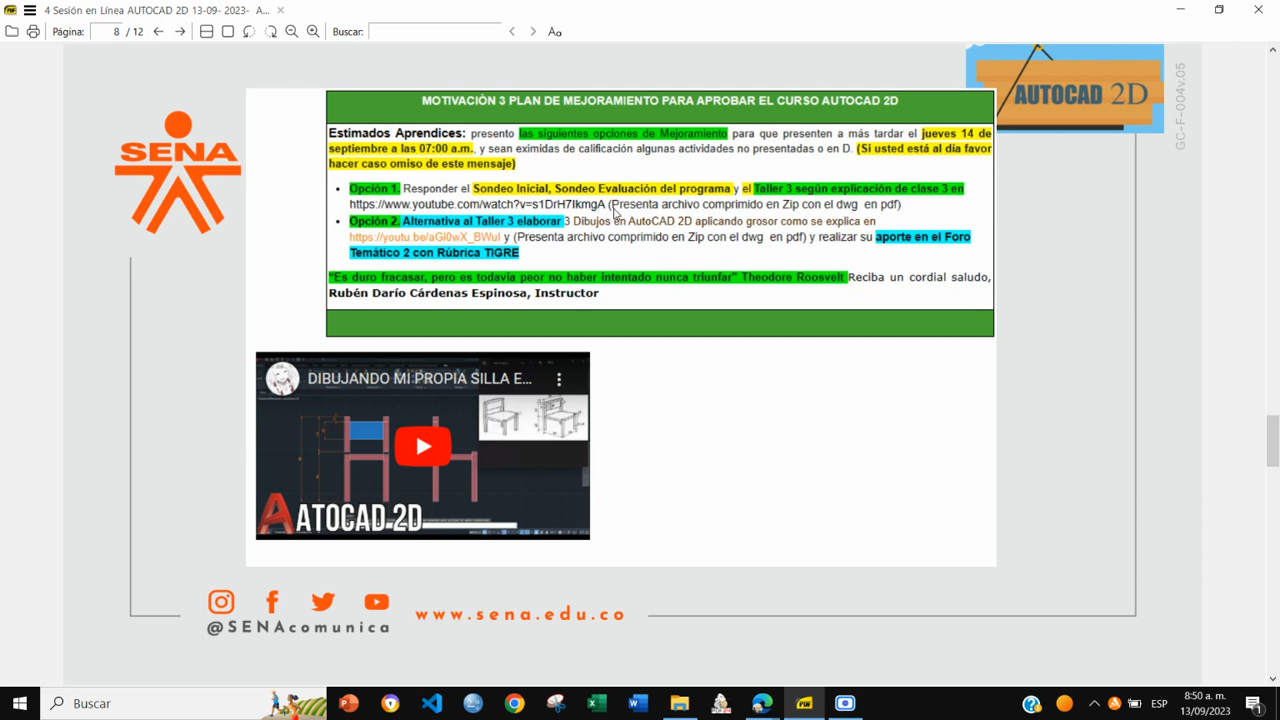 4 Sesión en Línea AUTOCAD 2D 13-09- 2023- A...
Página: 8 / 12 Buscar: Aa
AUTOCAD 2D
GC-F-004v.05
SENA
MOTIVACIÓN 3 PLAN DE MEJORAMIENTO PARA APROBAR EL CURSO AUTOCAD 2D
Estimados Aprendices: presento las siguientes opciones de Mejoramiento para que presenten a más tardar el jueves 14 de
septiembre a las 07:00 a.m., y sean eximidas de calificación algunas actividades no presentadas o en D. (Si usted está al día favor
hacer caso omiso de este mensaje)
• Opción 1. Responder el Sondeo Inicial, Sondeo Evaluación del programa y el Taller 3 según explicación de clase 3 en
https://www.youtube.com/watch?v=s1DrH7IkmgA (Presenta archivo comprimido en Zip con el dwg en pdf)
• Opción 2. Alternativa al Taller 3 elaborar 3 Dibujos en AutoCAD 2D aplicando grosor como se explica en
https://youtu.be/aGi0wX_BWuI y (Presenta archivo comprimido en Zip con el dwg en pdf) y realizar su aporte en el Foro
Temático 2 con Rúbrica TIGRE
"Es duro fracasar, pero es todavía peor no haber intentado nunca triunfar" Theodore Roosvelt Reciba un cordial saludo,
Rubén Darío Cárdenas Espinosa, Instructor
DIBUJANDO MI PROPIA SILLA E...
ATOCAD 2D
@SENAcomunica
www.sena.edu.co
Buscar
ESP
8:50 a. m.
13/09/2023